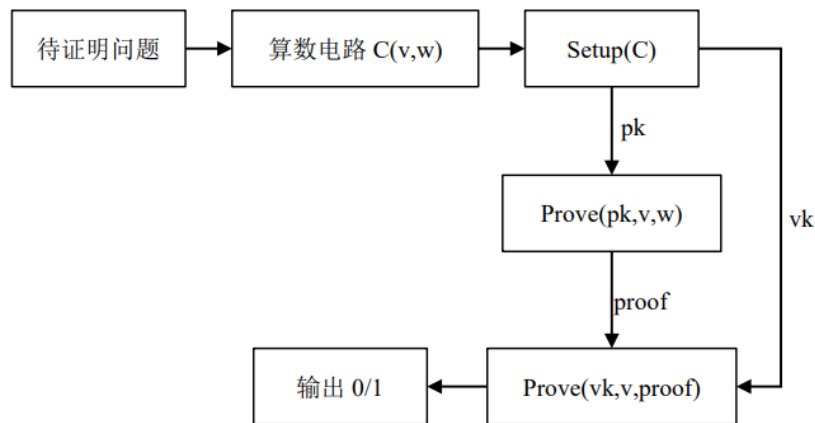 待证明问题
算数电路 C(v,w)
Setup(C)
pk
Prove(pk,v,w)
vk
proof
输出 0/1
Prove(vk,v,proof)